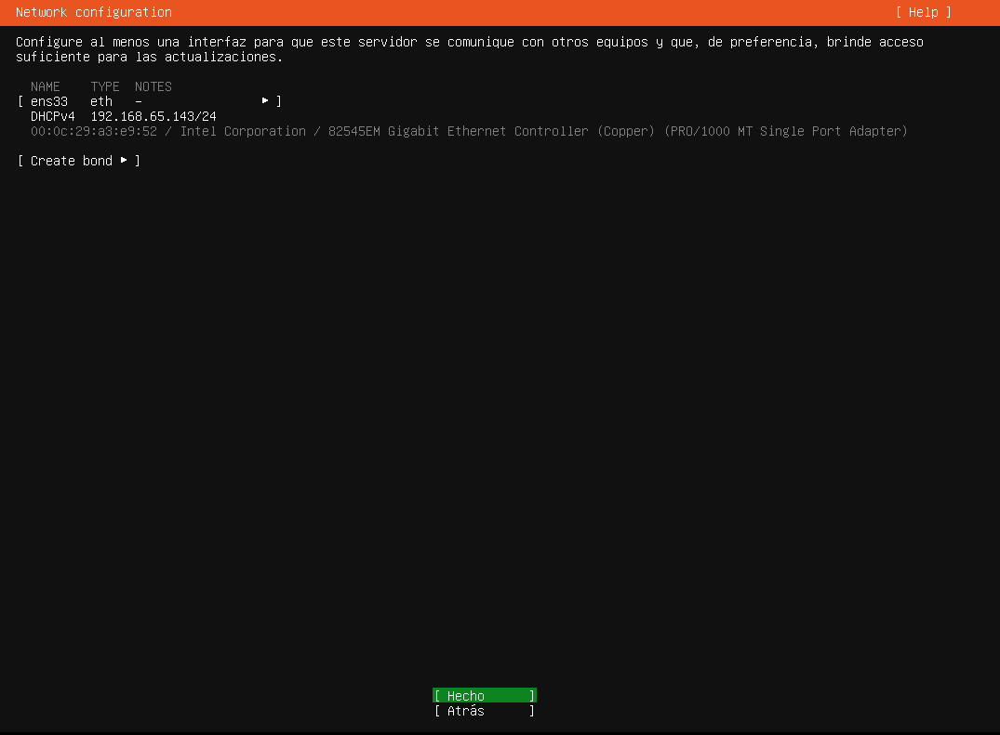 Network configuration [ Help ]
Configure al menos una interfaz para que este servidor se comunique con otros equipos y que, de preferencia, brinde acceso
suficiente para las actualizaciones.
NAME TYPE NOTES
[ ens33 eth – ▸ ]
DHCPv4 192.168.65.143/24
00:0c:29:a3:e9:52 / Intel Corporation / 82545EM Gigabit Ethernet Controller (Copper) (PRO/1000 MT Single Port Adapter)
[ Create bond ▸ ]
[ Hecho ]
[ Atrás ]